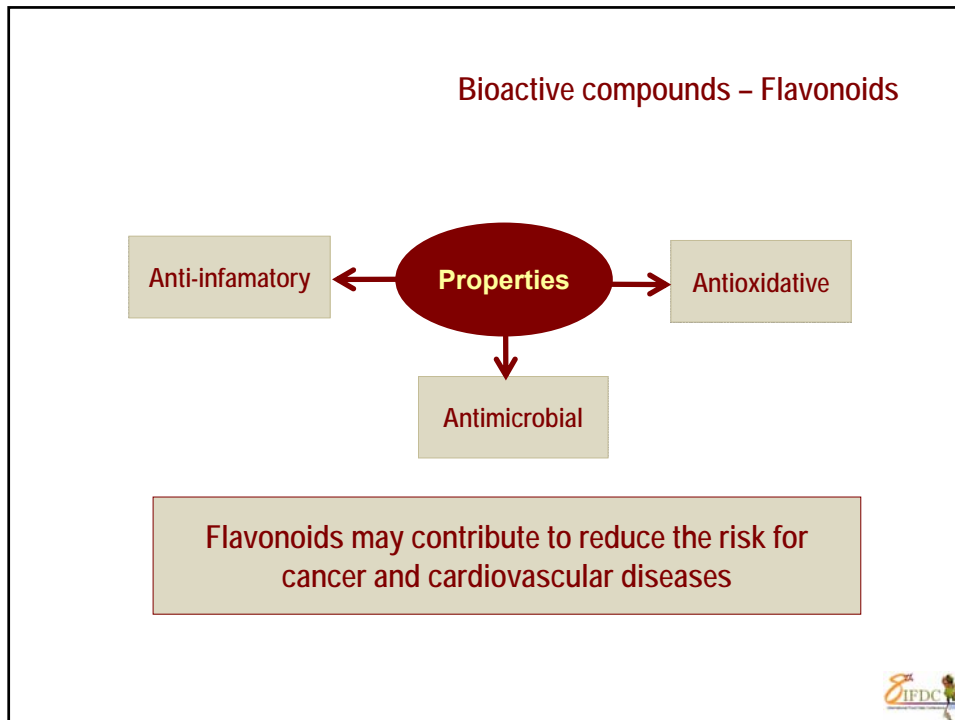 Bioactive compounds – Flavonoids
Anti-infamatory
Properties
Antioxidative
Antimicrobial
Flavonoids may contribute to reduce the risk for
cancer and cardiovascular diseases
8th IFDC